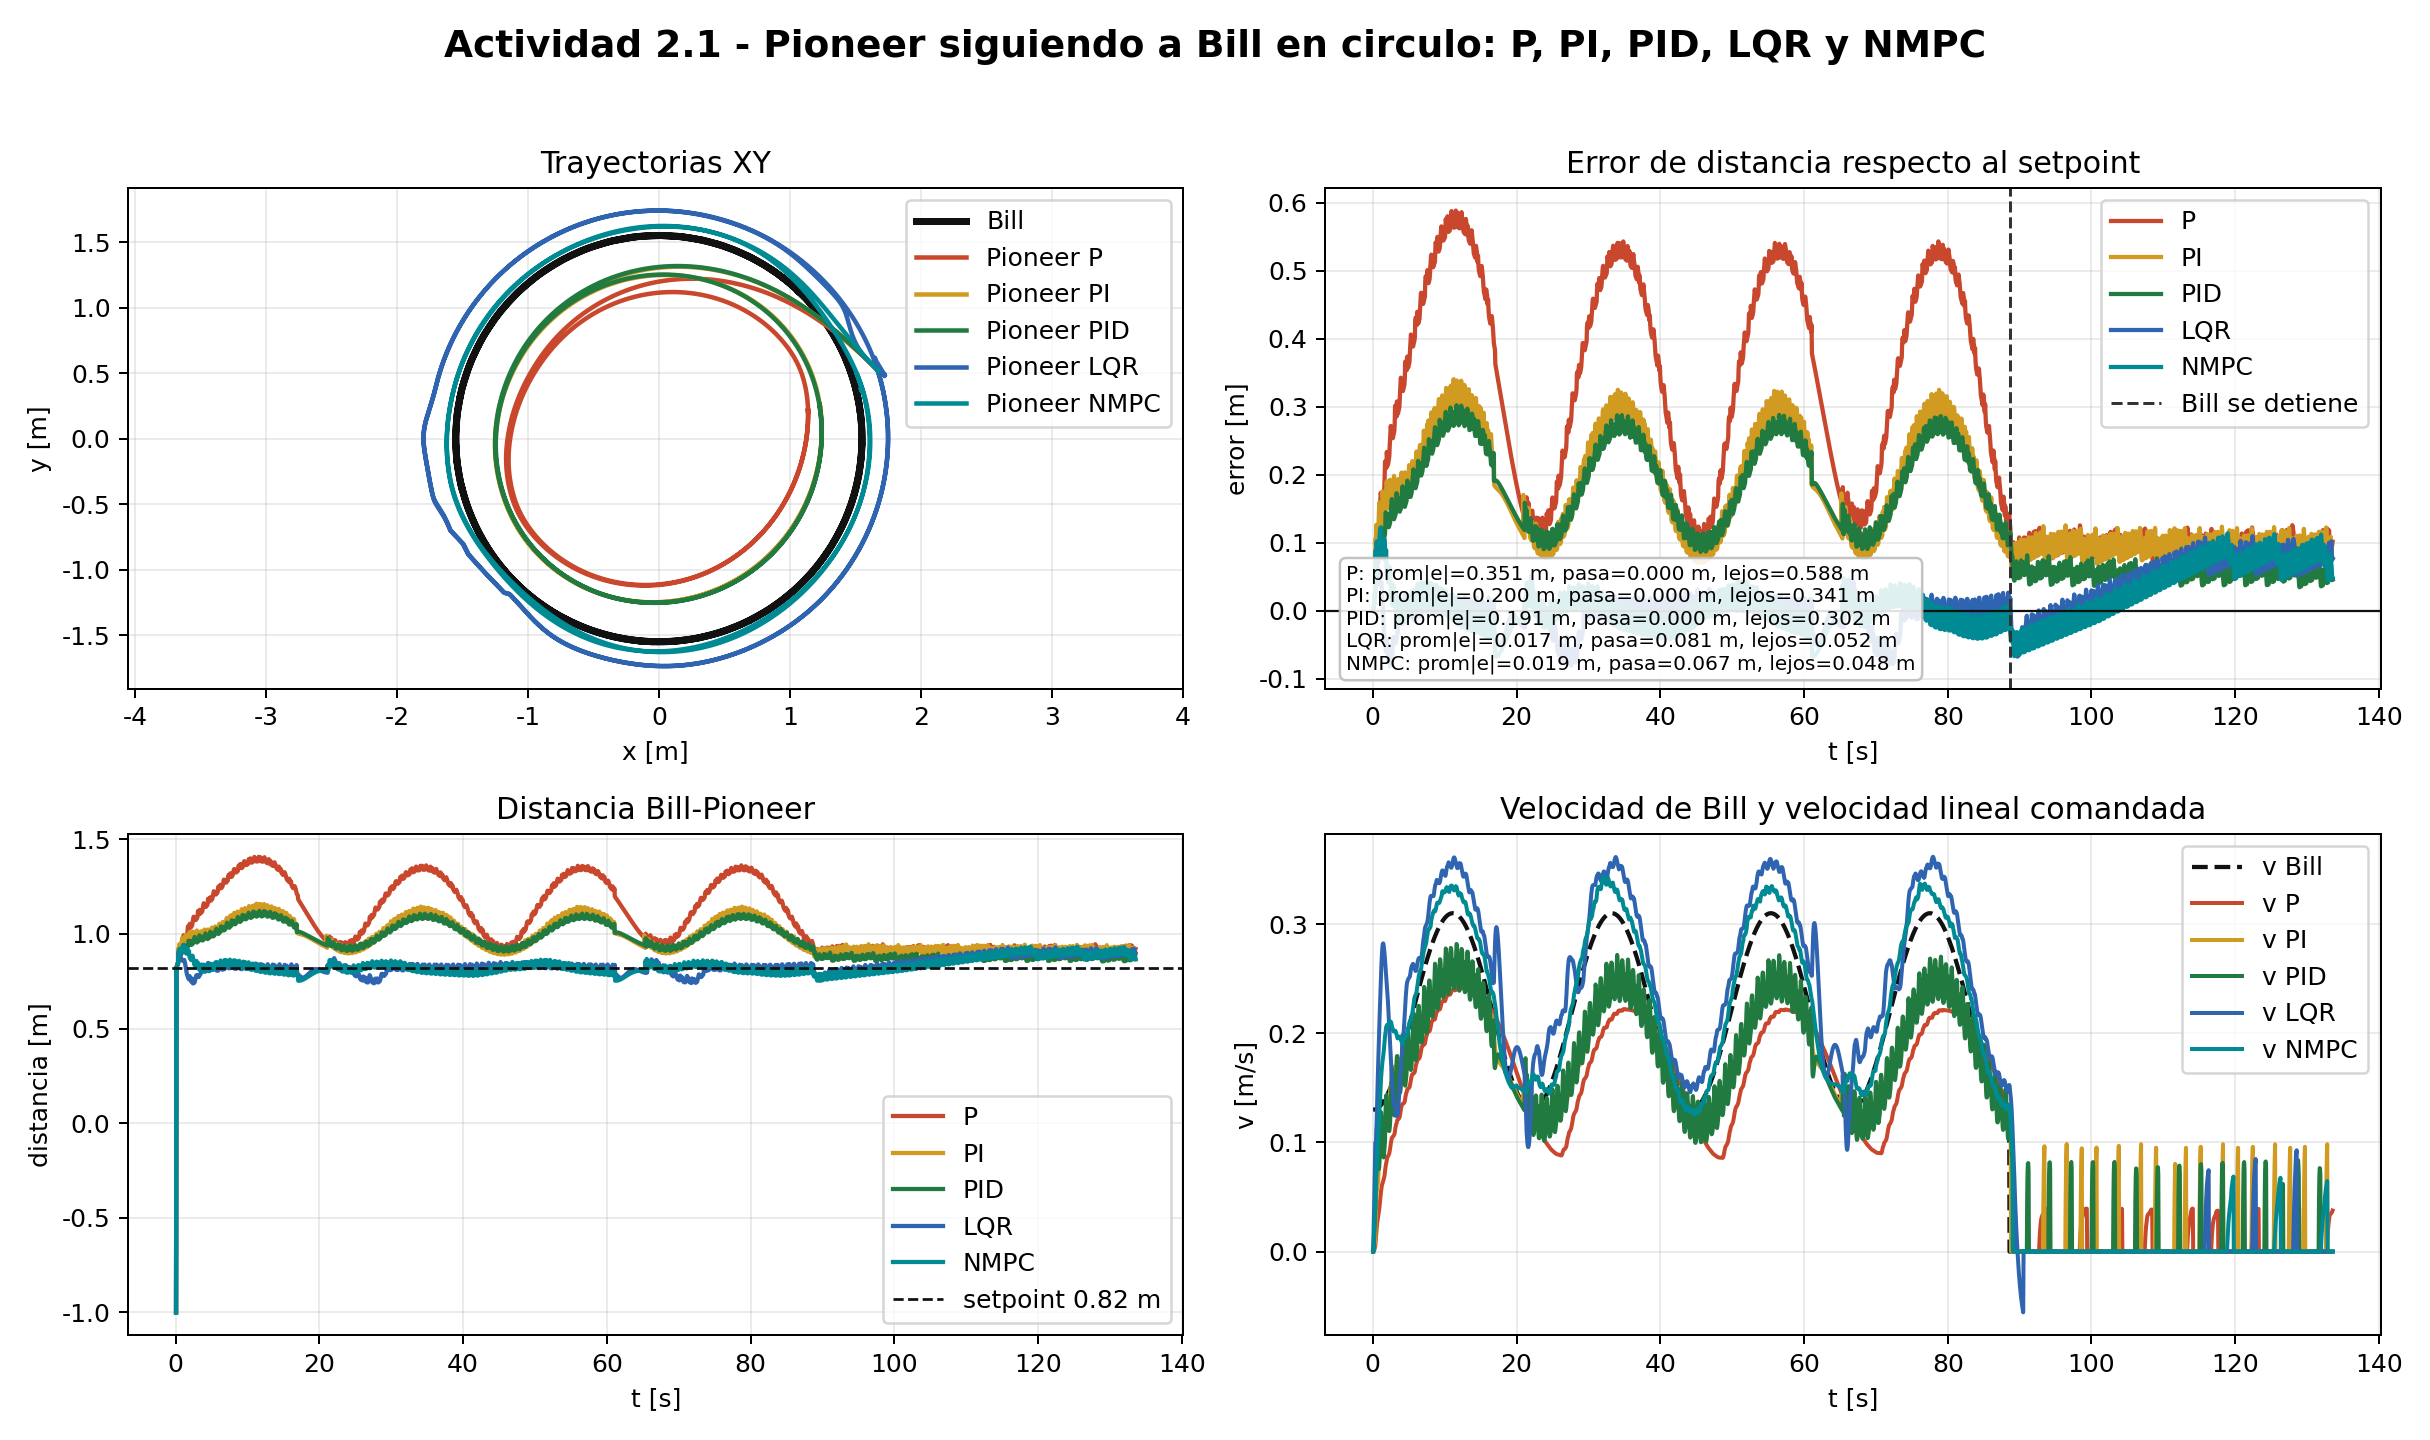 Actividad 2.1 - Pioneer siguiendo a Bill en circulo: P, PI, PID, LQR y NMPC
Trayectorias XY
y [m]
1.5
1.0
0.5
0.0
-0.5
-1.0
-1.5
-4 -3 -2 -1 0 1 2 3 4
x [m]
Bill
Pioneer P
Pioneer PI
Pioneer PID
Pioneer LQR
Pioneer NMPC
Error de distancia respecto al setpoint
error [m]
0.6
0.5
0.4
0.3
0.2
0.1
0.0
-0.1
0 20 40 60 80 100 120 140
t [s]
P
PI
PID
LQR
NMPC
Bill se detiene
P: prom|e|=0.351 m, pasa=0.000 m, lejos=0.588 m
PI: prom|e|=0.200 m, pasa=0.000 m, lejos=0.341 m
PID: prom|e|=0.191 m, pasa=0.000 m, lejos=0.302 m
LQR: prom|e|=0.017 m, pasa=0.081 m, lejos=0.052 m
NMPC: prom|e|=0.019 m, pasa=0.067 m, lejos=0.048 m
Distancia Bill-Pioneer
distancia [m]
1.5
1.0
0.5
0.0
-0.5
-1.0
0 20 40 60 80 100 120 140
t [s]
P
PI
PID
LQR
NMPC
setpoint 0.82 m
Velocidad de Bill y velocidad lineal comandada
v [m/s]
0.3
0.2
0.1
0.0
0 20 40 60 80 100 120 140
t [s]
v Bill
v P
v PI
v PID
v LQR
v NMPC